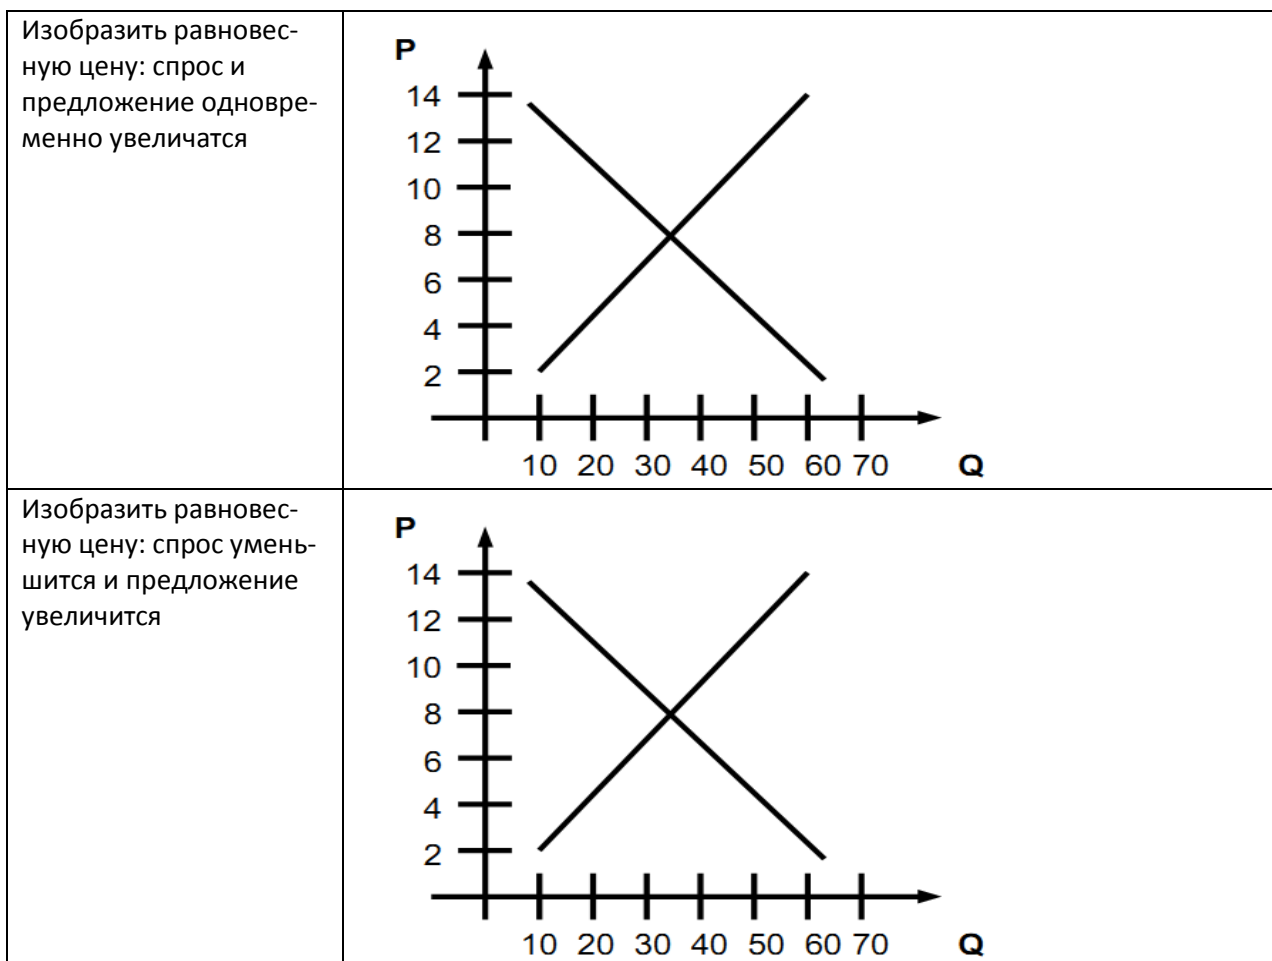 Изобразить равновес-
ную цену: спрос и
предложение одновре-
менно увеличатся
P
14
12
10
8
6
4
2
10 20 30 40 50 60 70 Q
Изобразить равновес-
ную цену: спрос умень-
шится и предложение
увеличится
P
14
12
10
8
6
4
2
10 20 30 40 50 60 70 Q